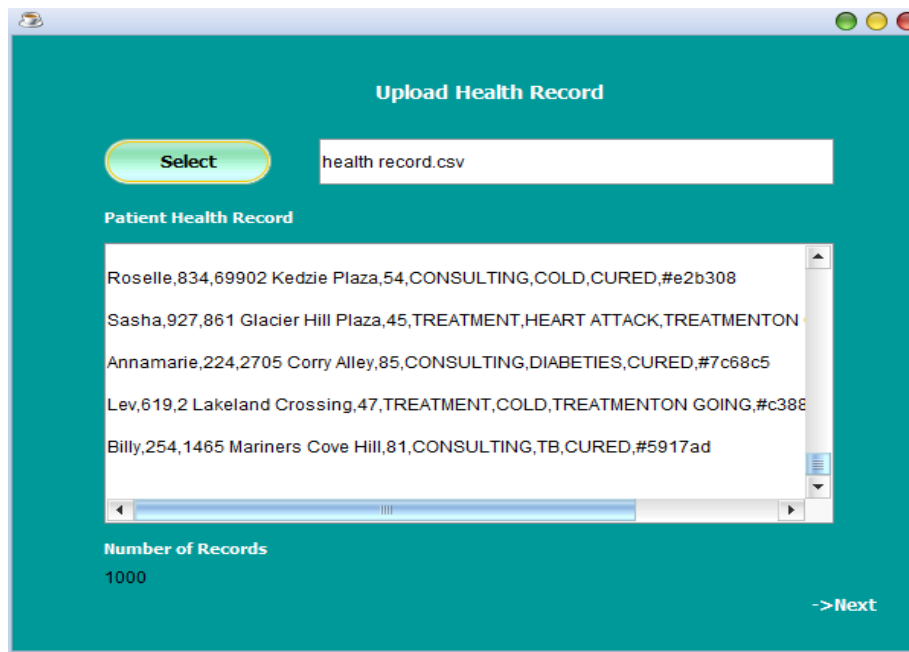 Upload Health Record
Select
health record.csv
Patient Health Record
Roselle,834,69902 Kedzie Plaza,54,CONSULTING,COLD,CURED,#e2b308
Sasha,927,861 Glacier Hill Plaza,45,TREATMENT,HEART ATTACK,TREATMENTON
Annamarie,224,2705 Corry Alley,85,CONSULTING,DIABETIES,CURED,#7c68c5
Lev,619,2 Lakeland Crossing,47,TREATMENT,COLD,TREATMENTON GOING,#c388
Billy,254,1465 Mariners Cove Hill,81,CONSULTING,TB,CURED,#5917ad
Number of Records
1000
->Next